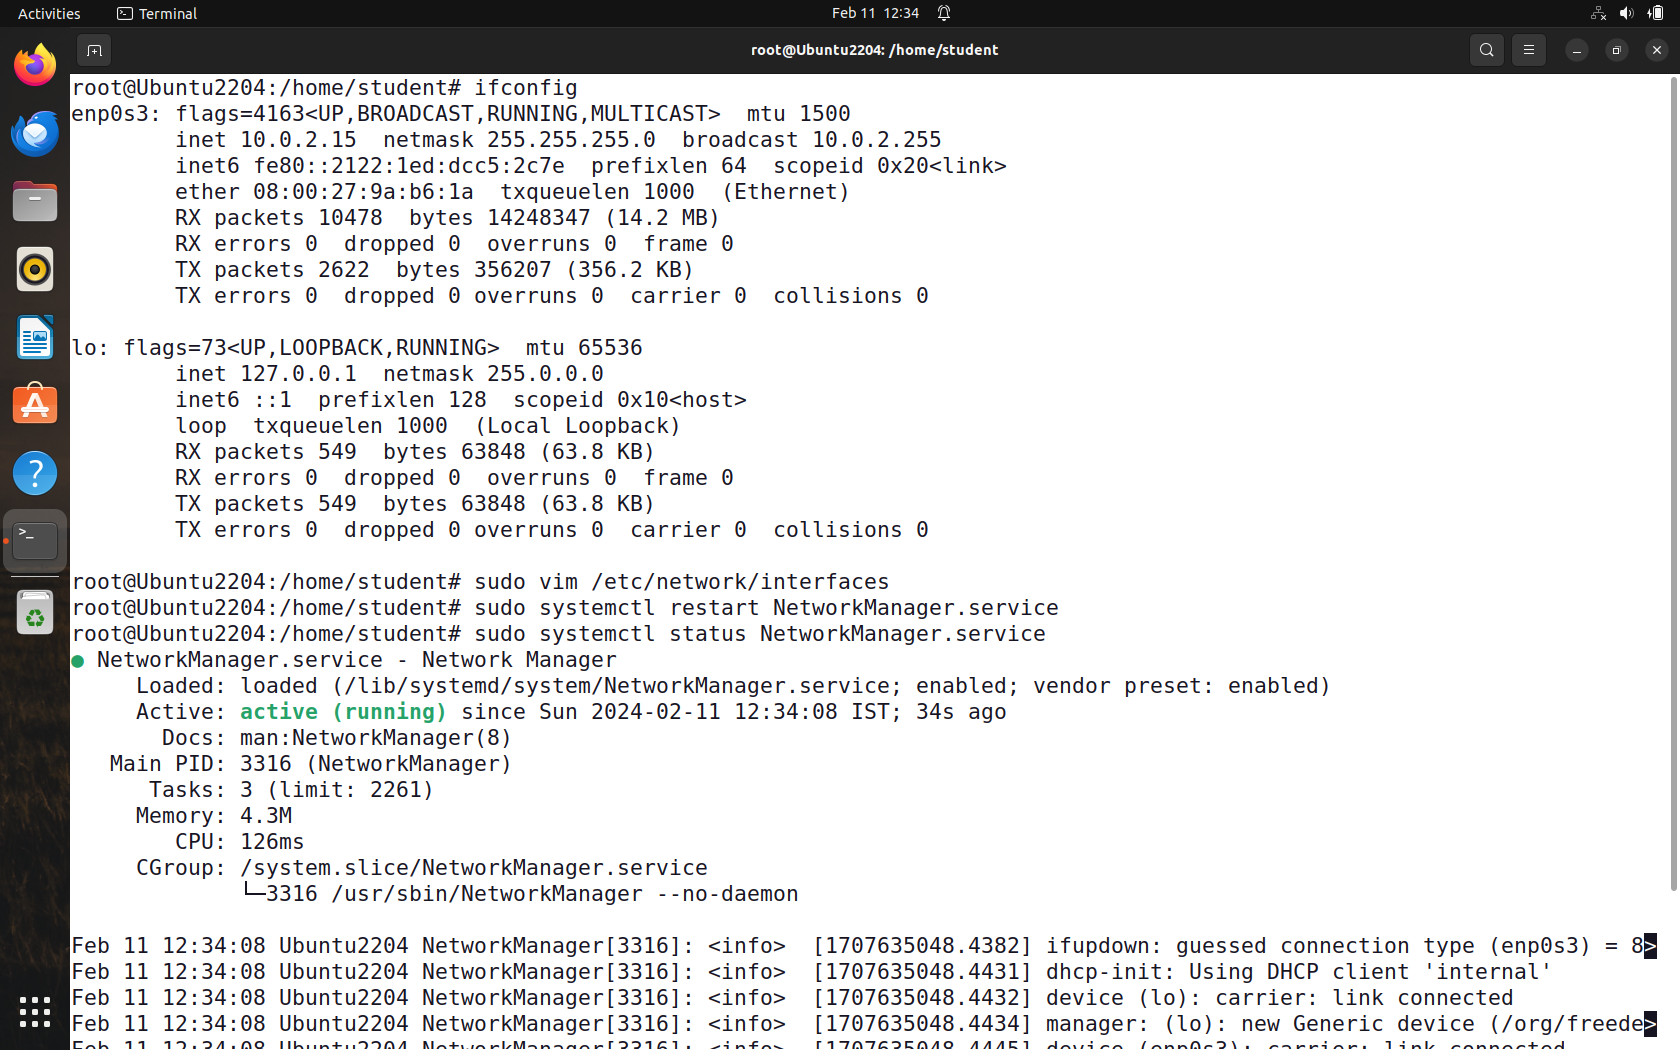 Activities
Terminal
Feb 11 12:34
root@Ubuntu2204: /home/student
root@Ubuntu2204:/home/student# ifconfig
enp0s3: flags=4163<UP,BROADCAST,RUNNING,MULTICAST>  mtu 1500
        inet 10.0.2.15  netmask 255.255.255.0  broadcast 10.0.2.255
        inet6 fe80::2122:1ed:dcc5:2c7e  prefixlen 64  scopeid 0x20<link>
        ether 08:00:27:9a:b6:1a  txqueuelen 1000  (Ethernet)
        RX packets 10478  bytes 14248347 (14.2 MB)
        RX errors 0  dropped 0  overruns 0  frame 0
        TX packets 2622  bytes 356207 (356.2 KB)
        TX errors 0  dropped 0 overruns 0  carrier 0  collisions 0

lo: flags=73<UP,LOOPBACK,RUNNING>  mtu 65536
        inet 127.0.0.1  netmask 255.0.0.0
        inet6 ::1  prefixlen 128  scopeid 0x10<host>
        loop  txqueuelen 1000  (Local Loopback)
        RX packets 549  bytes 63848 (63.8 KB)
        RX errors 0  dropped 0  overruns 0  frame 0
        TX packets 549  bytes 63848 (63.8 KB)
        TX errors 0  dropped 0 overruns 0  carrier 0  collisions 0

root@Ubuntu2204:/home/student# sudo vim /etc/network/interfaces
root@Ubuntu2204:/home/student# sudo systemctl restart NetworkManager.service
root@Ubuntu2204:/home/student# sudo systemctl status NetworkManager.service
● NetworkManager.service - Network Manager
     Loaded: loaded (/lib/systemd/system/NetworkManager.service; enabled; vendor preset: enabled)
     Active: active (running) since Sun 2024-02-11 12:34:08 IST; 34s ago
       Docs: man:NetworkManager(8)
   Main PID: 3316 (NetworkManager)
      Tasks: 3 (limit: 2261)
     Memory: 4.3M
        CPU: 126ms
     CGroup: /system.slice/NetworkManager.service
             └─3316 /usr/sbin/NetworkManager --no-daemon

Feb 11 12:34:08 Ubuntu2204 NetworkManager[3316]: <info>  [1707635048.4382] ifupdown: guessed connection type (enp0s3) = 8>
Feb 11 12:34:08 Ubuntu2204 NetworkManager[3316]: <info>  [1707635048.4431] dhcp-init: Using DHCP client 'internal'
Feb 11 12:34:08 Ubuntu2204 NetworkManager[3316]: <info>  [1707635048.4432] device (lo): carrier: link connected
Feb 11 12:34:08 Ubuntu2204 NetworkManager[3316]: <info>  [1707635048.4434] manager: (lo): new Generic device (/org/freede>
Feb 11 12:34:08 Ubuntu2204 NetworkManager[3316]: <info>  [1707635048.4445] device (enp0s3): carrier: link connected